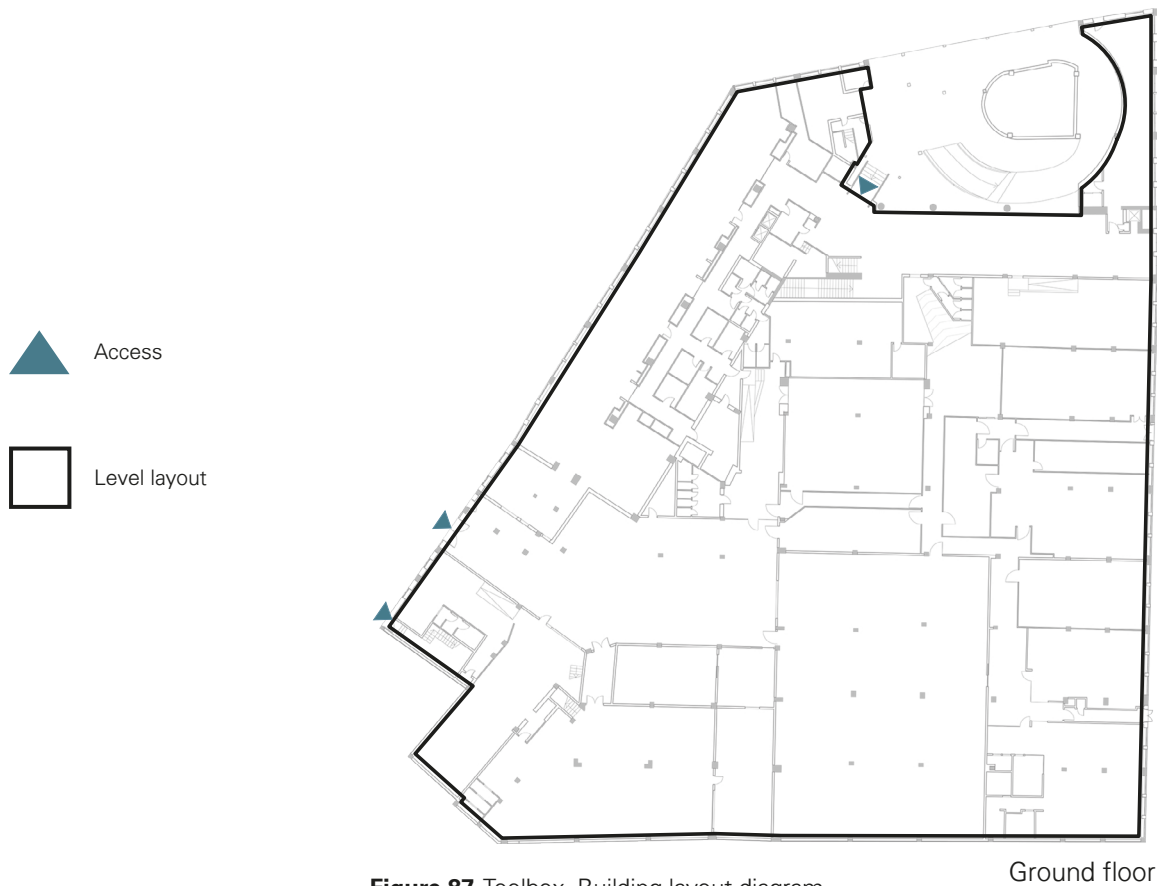 Access
Level layout
Ground floor
Figure 87 Toolbox. Building layout diagram